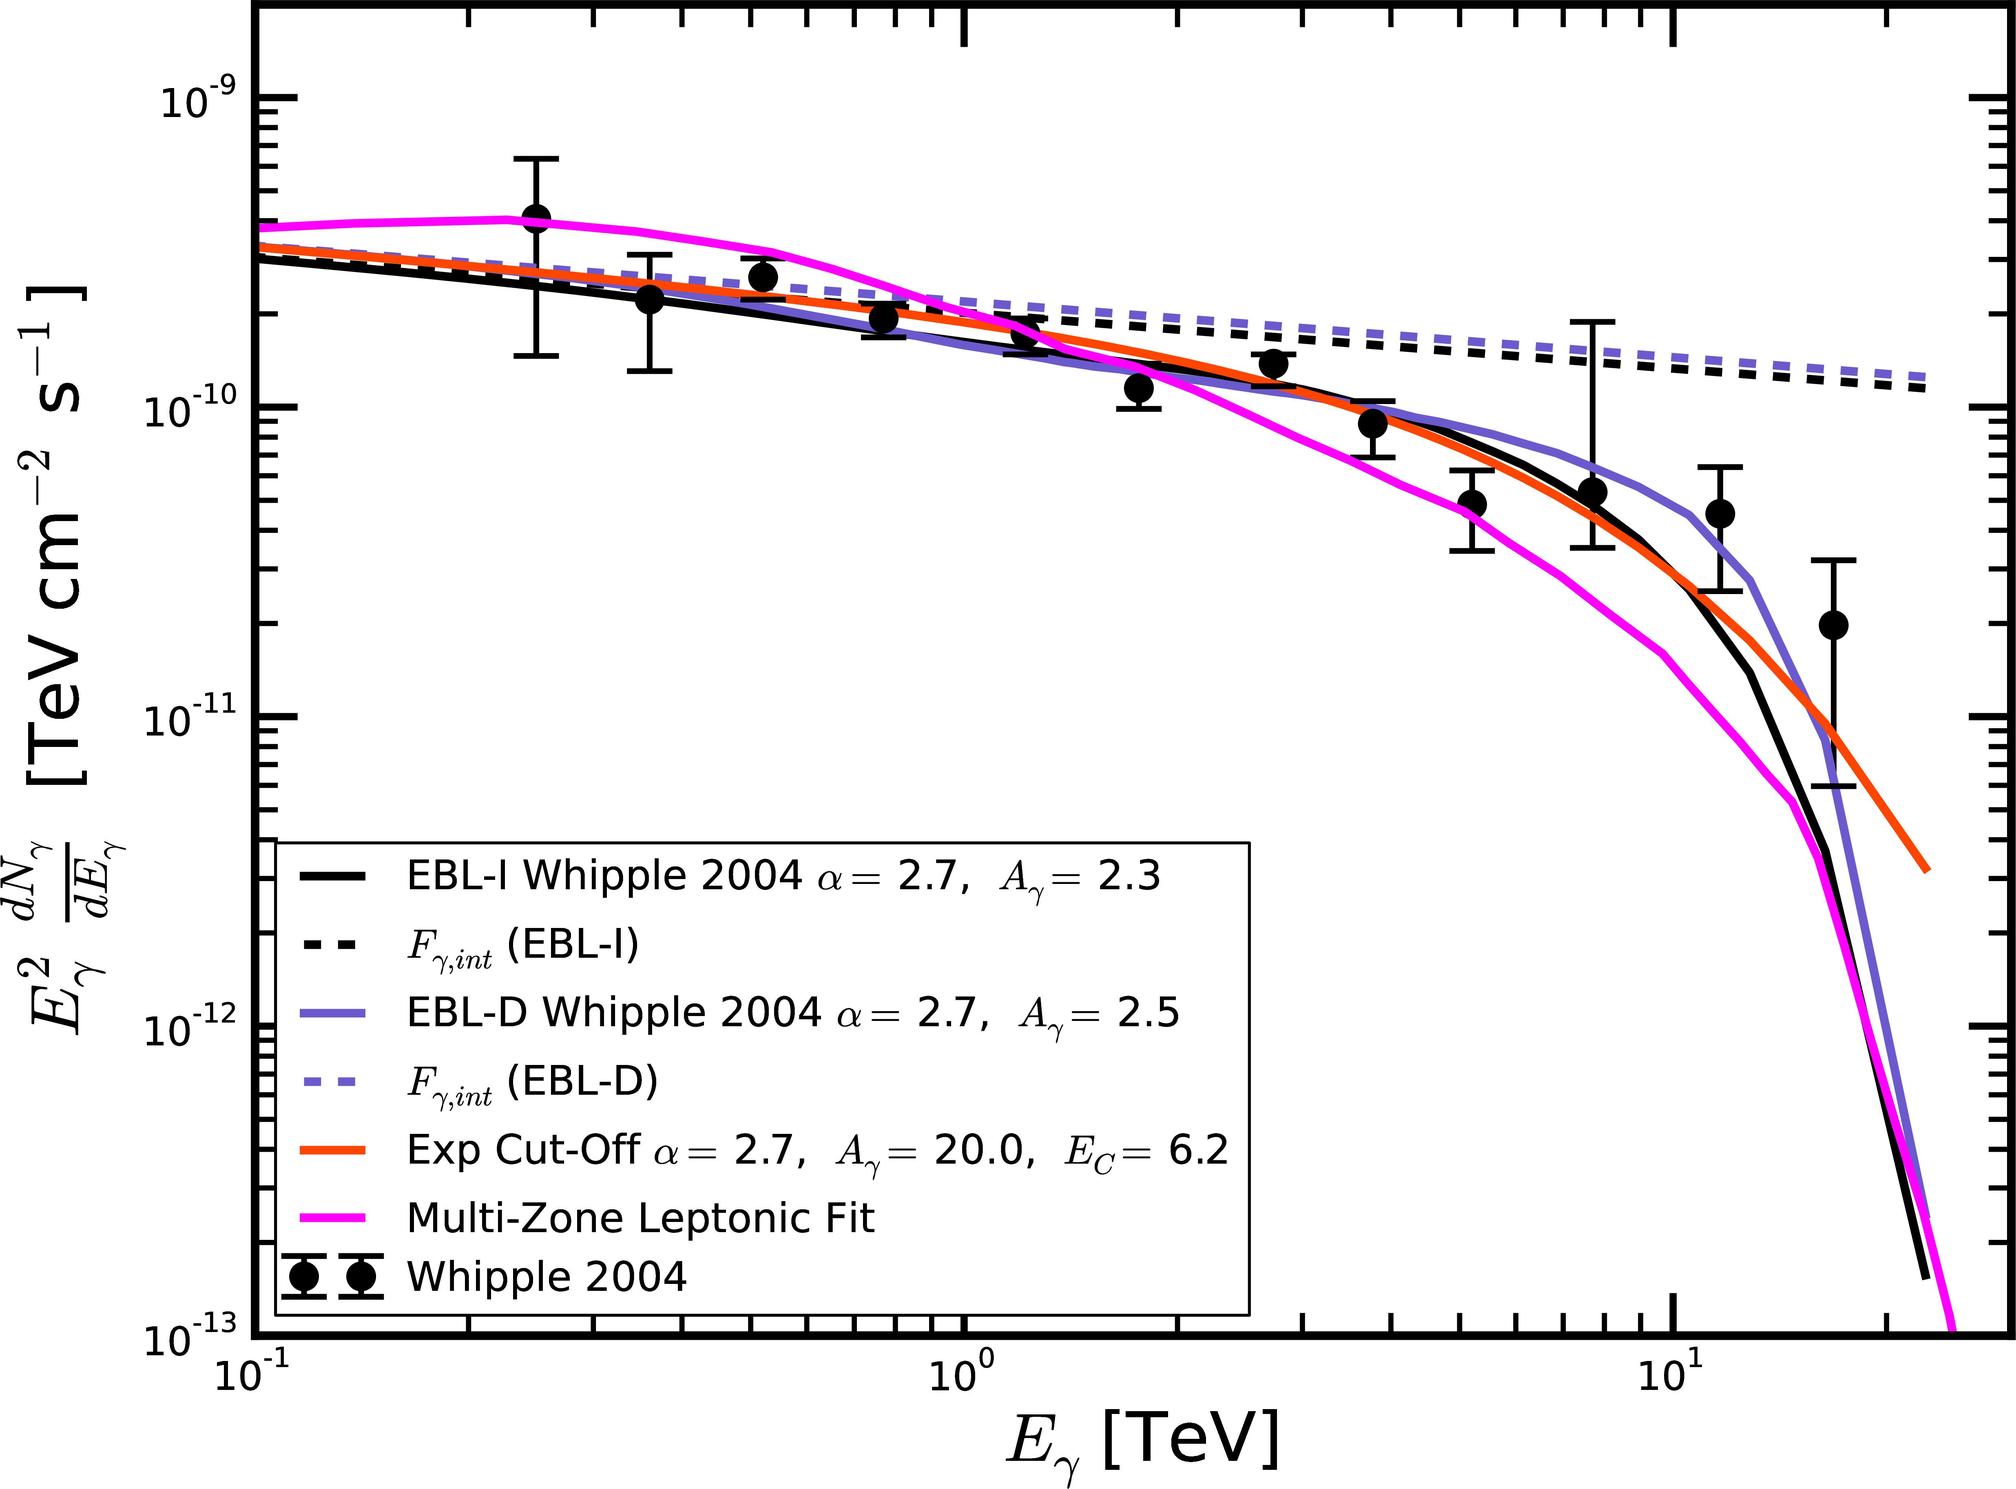 10^-9
10^-10
10^-11
10^-12
10^-13
E_γ^2 dN_γ/dE_γ [TeV cm^−2 s^−1]
EBL-I Whipple 2004 α = 2.7, A_γ = 2.3
F_γ,int (EBL-I)
EBL-D Whipple 2004 α = 2.7, A_γ = 2.5
F_γ,int (EBL-D)
Exp Cut-Off α = 2.7, A_γ = 20.0, E_C = 6.2
Multi-Zone Leptonic Fit
Whipple 2004
10^-1 10^0 10^1
E_γ [TeV]